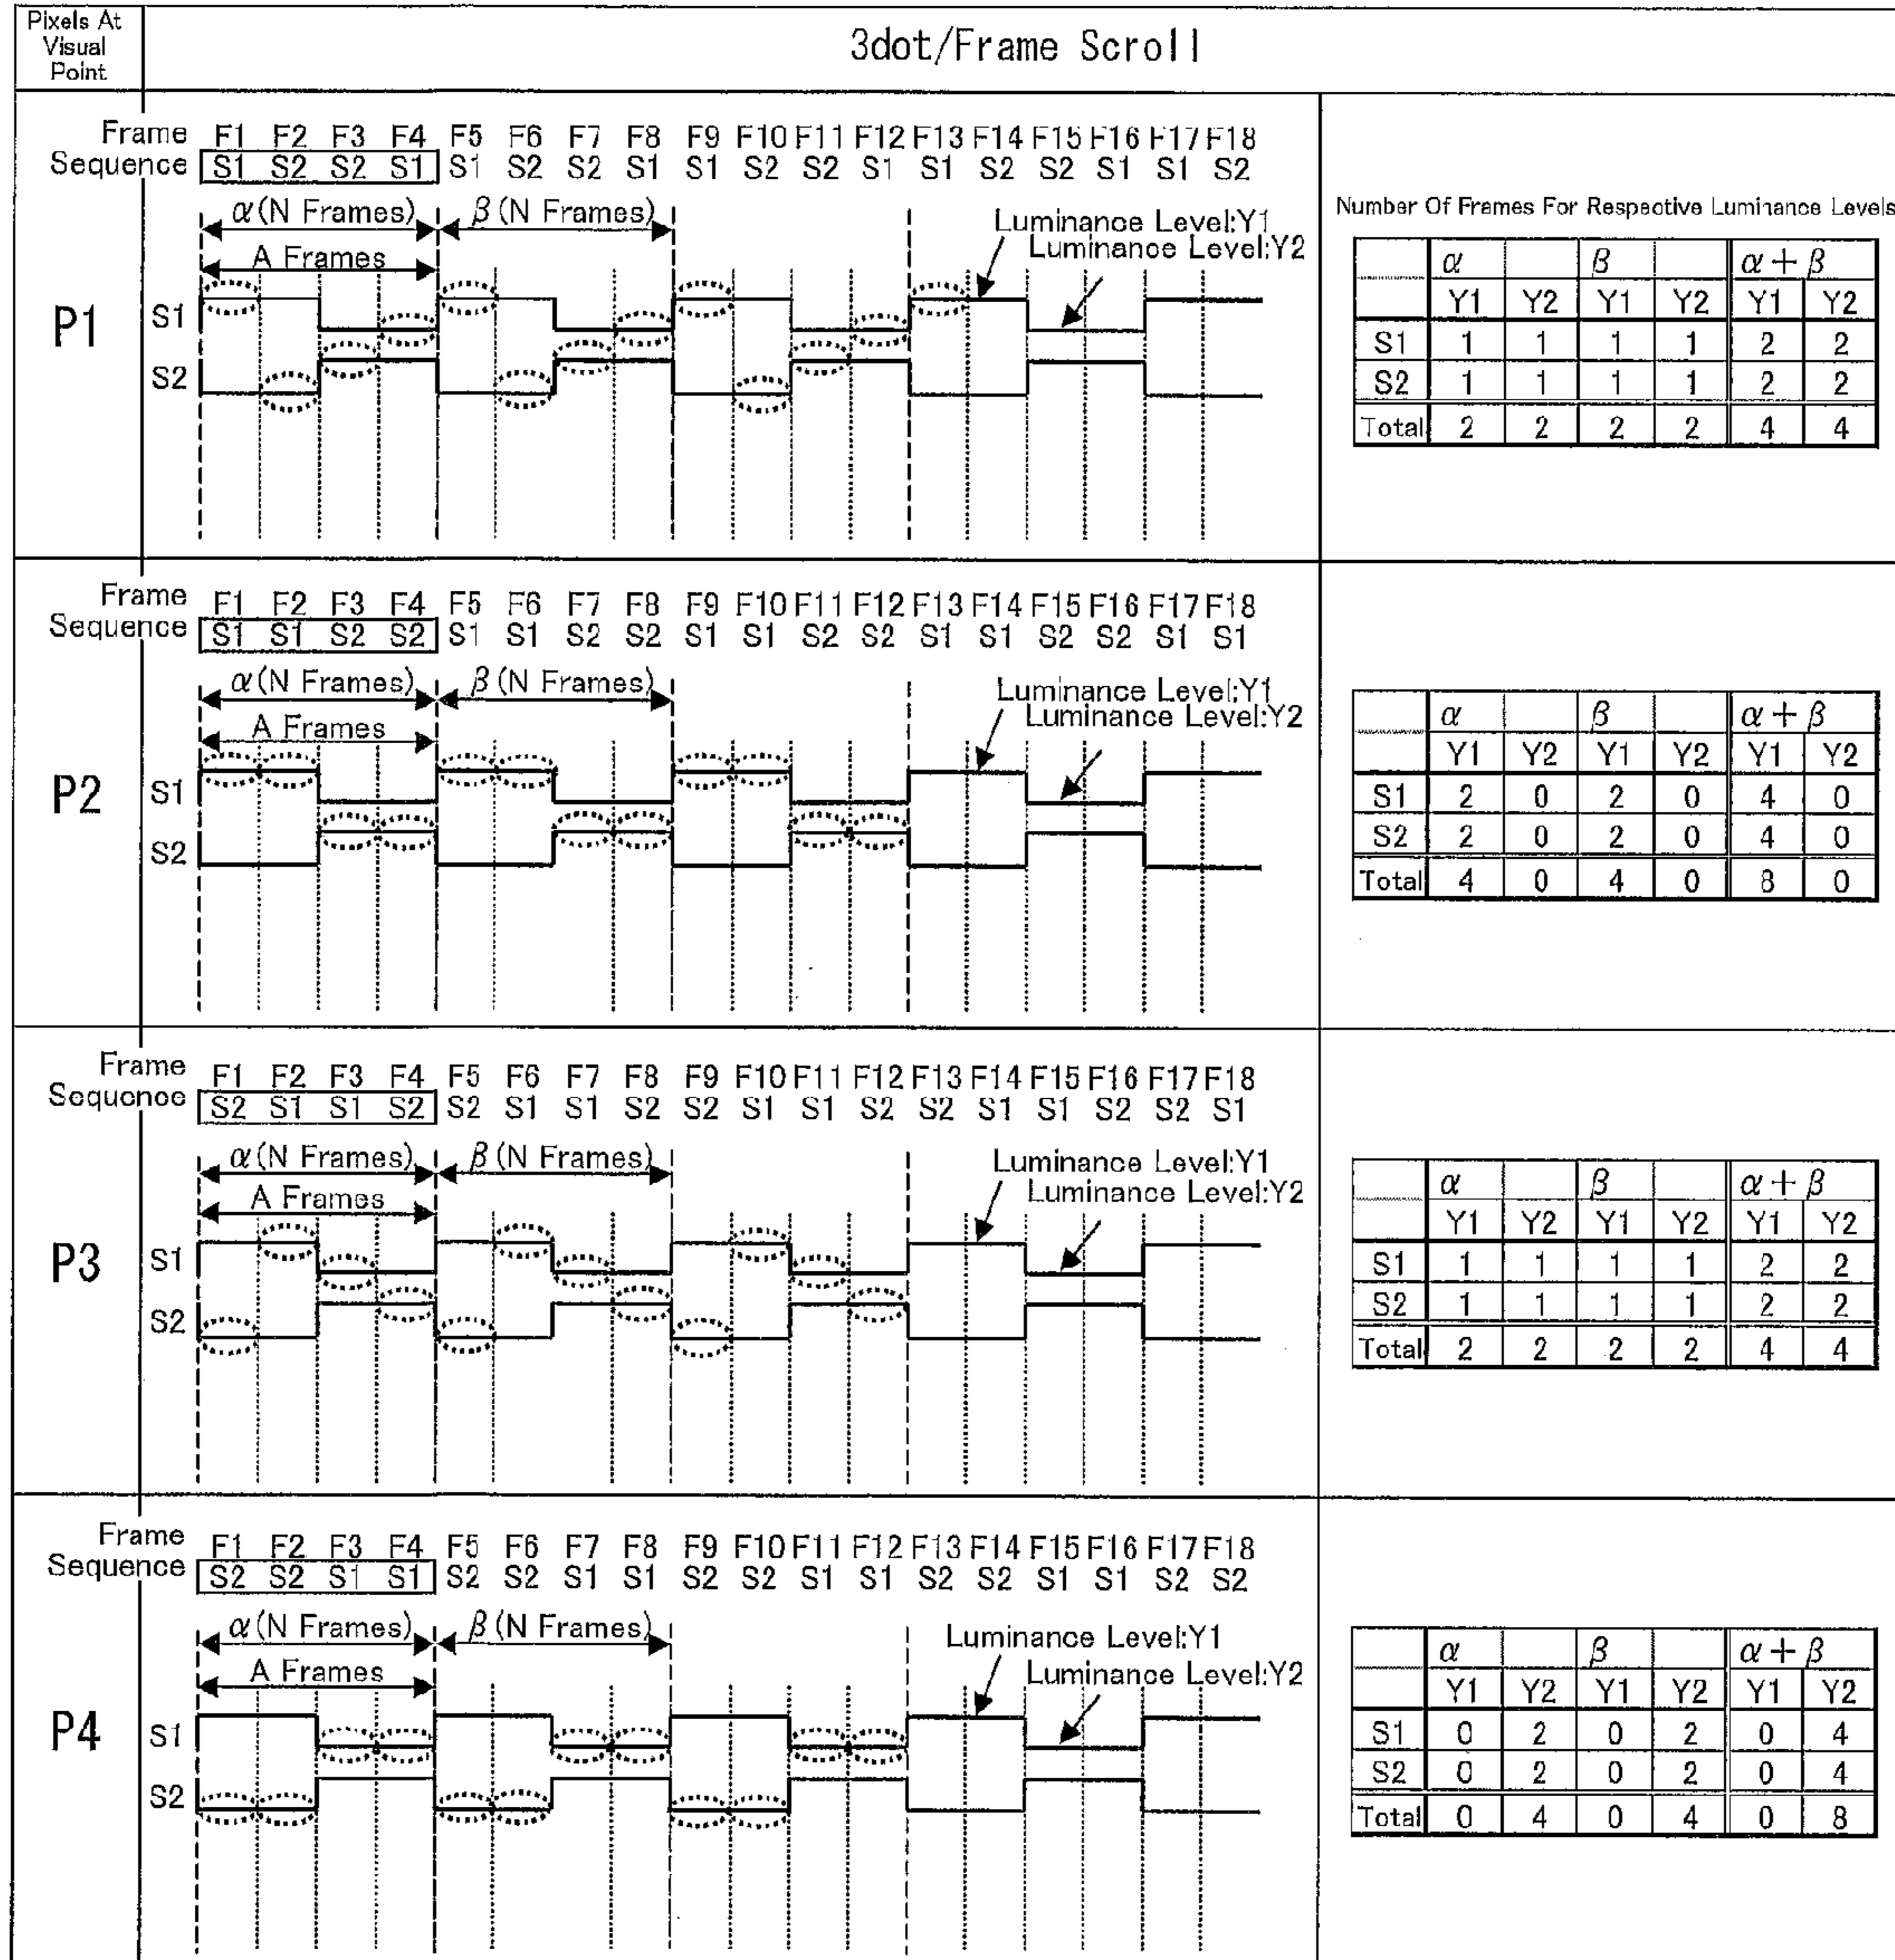 Pixels At
Visual
Point
3dot/Frame Scroll
Frame F1 F2 F3 F4 F5 F6 F7 F8 F9 F10 F11 F12 F13 F14 F15 F16 F17 F18
Sequence S1 S2 S2 S1 S1 S2 S2 S1 S1 S2 S2 S1 S1 S2 S2 S1 S1 S2
α(N Frames) β(N Frames)
A Frames
Luminance Level:Y1
Luminance Level:Y2
P1
S1
S2
Number Of Frames For Respective Luminance Levels
α β α+β
Y1 Y2 Y1 Y2 Y1 Y2
S1 1 1 1 1 2 2
S2 1 1 1 1 2 2
Total 2 2 2 2 4 4
Frame F1 F2 F3 F4 F5 F6 F7 F8 F9 F10 F11 F12 F13 F14 F15 F16 F17 F18
Sequence S1 S1 S2 S2 S1 S1 S2 S2 S1 S1 S2 S2 S1 S1 S2 S2 S1 S1
α(N Frames) β(N Frames)
A Frames
Luminance Level:Y1
Luminance Level:Y2
P2
S1
S2
α β α+β
Y1 Y2 Y1 Y2 Y1 Y2
S1 2 0 2 0 4 0
S2 2 0 2 0 4 0
Total 4 0 4 0 8 0
Frame F1 F2 F3 F4 F5 F6 F7 F8 F9 F10 F11 F12 F13 F14 F15 F16 F17 F18
Sequence S2 S1 S1 S2 S2 S1 S1 S2 S2 S1 S1 S2 S2 S1 S1 S2 S2 S1
α(N Frames) β(N Frames)
A Frames
Luminance Level:Y1
Luminance Level:Y2
P3
S1
S2
α β α+β
Y1 Y2 Y1 Y2 Y1 Y2
S1 1 1 1 1 2 2
S2 1 1 1 1 2 2
Total 2 2 2 2 4 4
Frame F1 F2 F3 F4 F5 F6 F7 F8 F9 F10 F11 F12 F13 F14 F15 F16 F17 F18
Sequence S2 S2 S1 S1 S2 S2 S1 S1 S2 S2 S1 S1 S2 S2 S1 S1 S2 S2
α(N Frames) β(N Frames)
A Frames
Luminance Level:Y1
Luminance Level:Y2
P4
S1
S2
α β α+β
Y1 Y2 Y1 Y2 Y1 Y2
S1 0 2 0 2 0 4
S2 0 2 0 2 0 4
Total 0 4 0 4 0 8